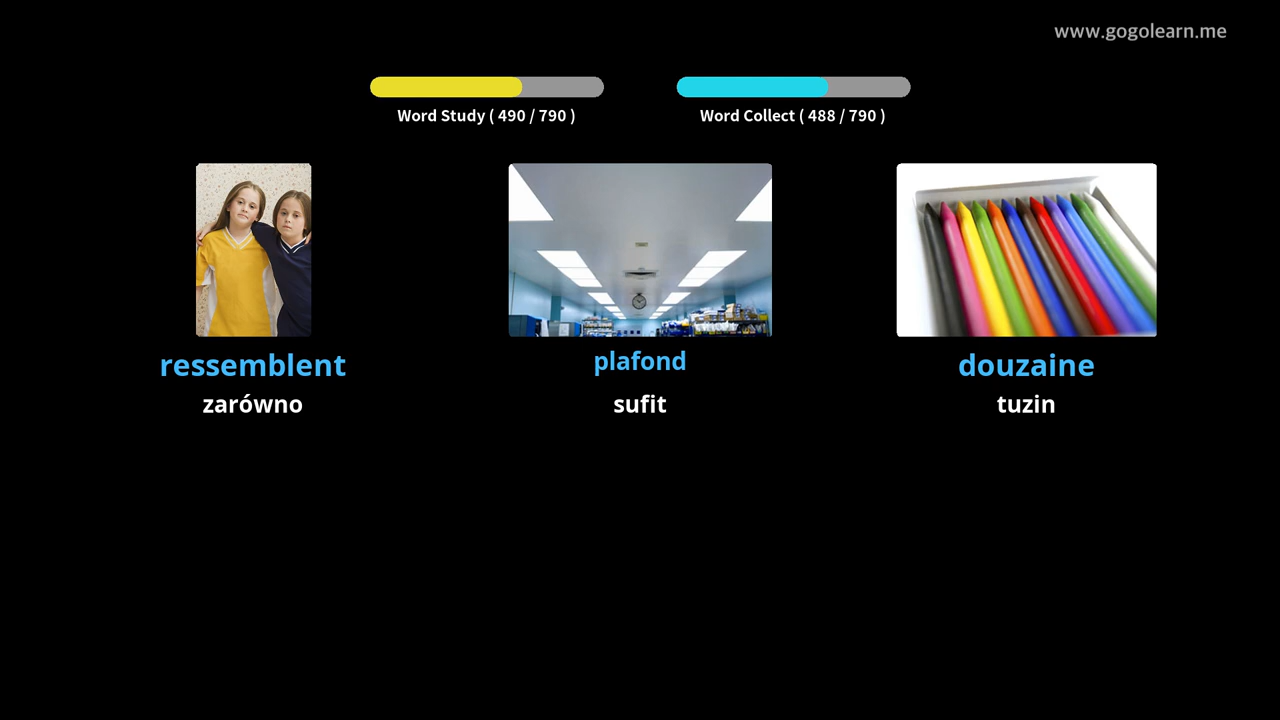 www.gogolearn.me
Word Study ( 490 / 790 )
Word Collect ( 488 / 790 )
ressemblent
zarówno
plafond
sufit
douzaine
tuzin